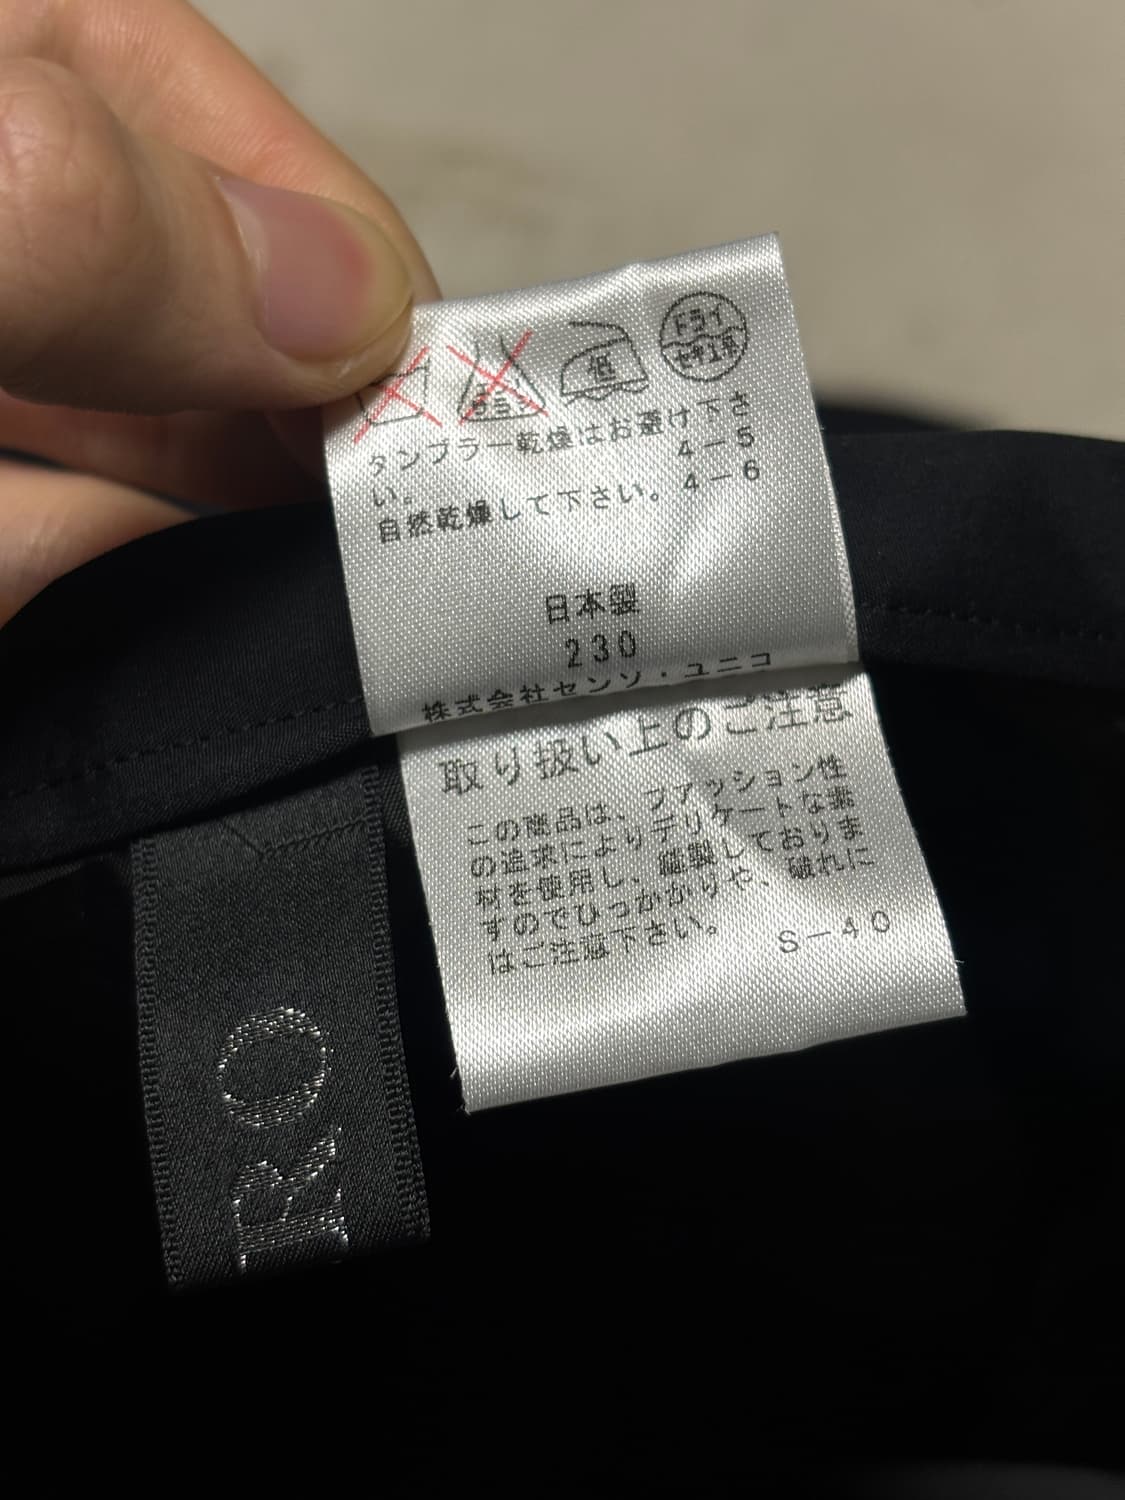 エンソサラシ
低
ドライ
セキユ系
タンブラー乾燥はお避け下さ
い。 4-5
自然乾燥して下さい。 4-6
日本製
230
株式会社センソ・ユニコ
取り扱い上のご注意
この商品は、ファッション性
の追求によりデリケートな素
材を使用し、縫製しておりま
すのでひっかかりや、破れに
はご注意下さい。
S-40
RO